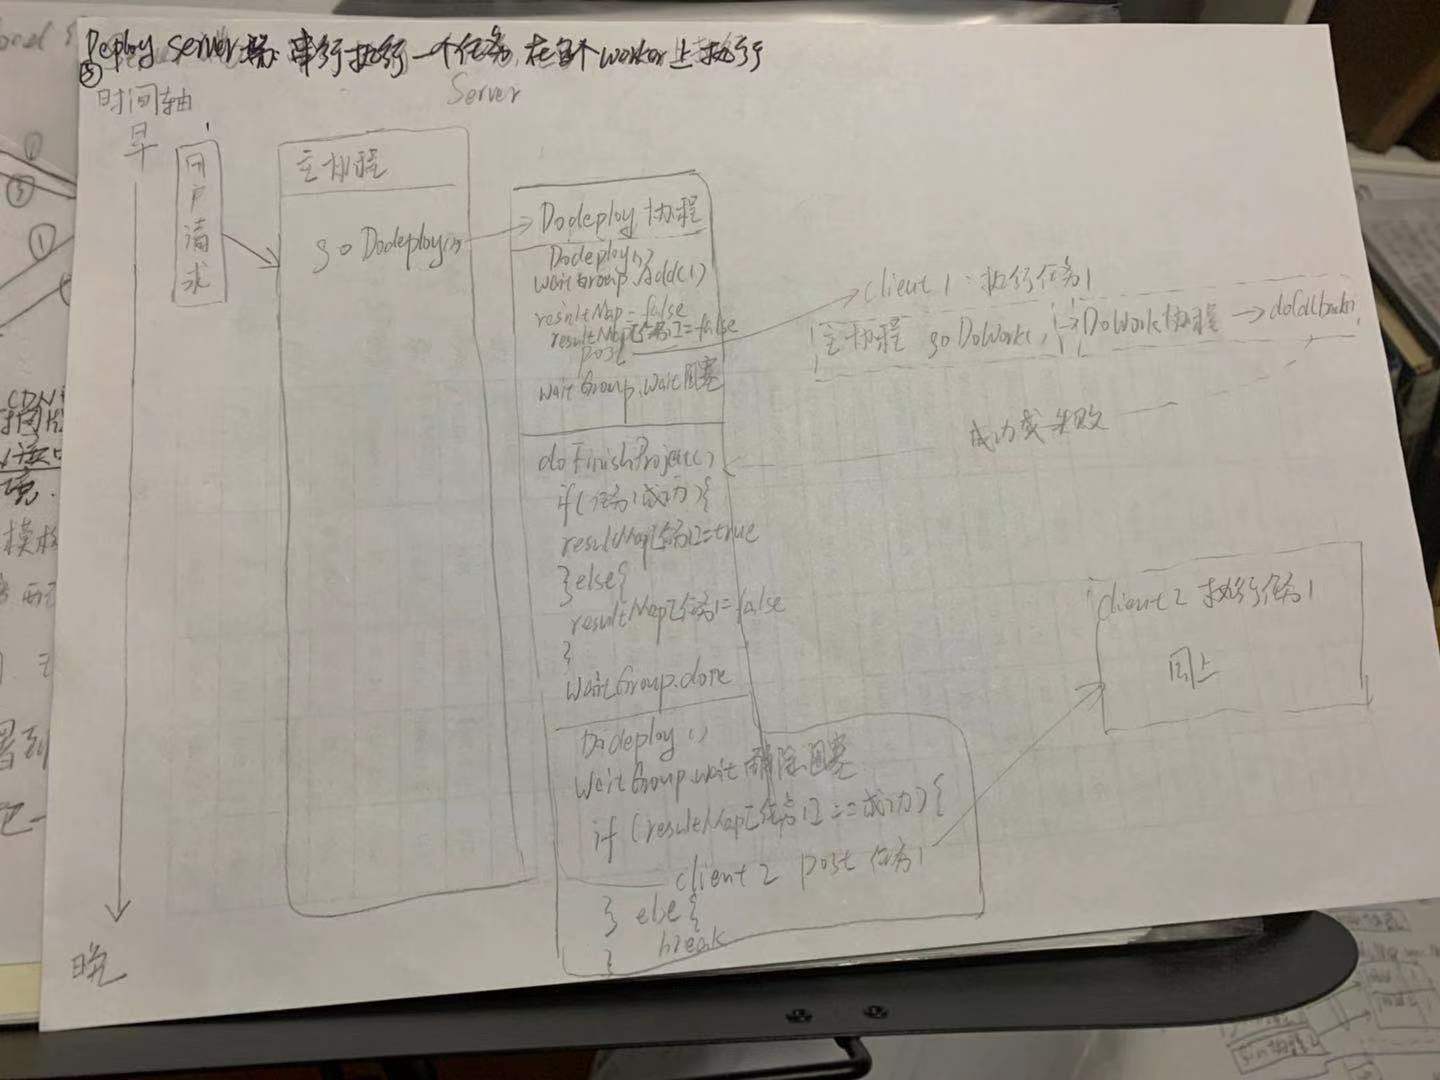 Deploy Server端 串行执行一个任务, 在多个worker上执行
⑤
时间轴
早
Server
用户请求
主协程
go Dodeploy()
Dodeploy 协程
Dodeploy()
waitGroup.Add(1)
resultMap = false
resultMap[任务1]=false
post
waitGroup.Wait 阻塞
client 1 执行任务1
主协程 go DoWork()
DoWork协程
成功或失败
doFinishProject()
if(任务1成功){
resultMap[任务1]=true
}else{
resultMap[任务1]=false
}
WaitGroup.done
Dodeploy()
WaitGroup.wait 解除阻塞
if (resultMap[任务1]==成功){
client 2 post 任务1
} else {
break
}
client 2 执行任务1
同上
晚
CDN
①
③
①
模板